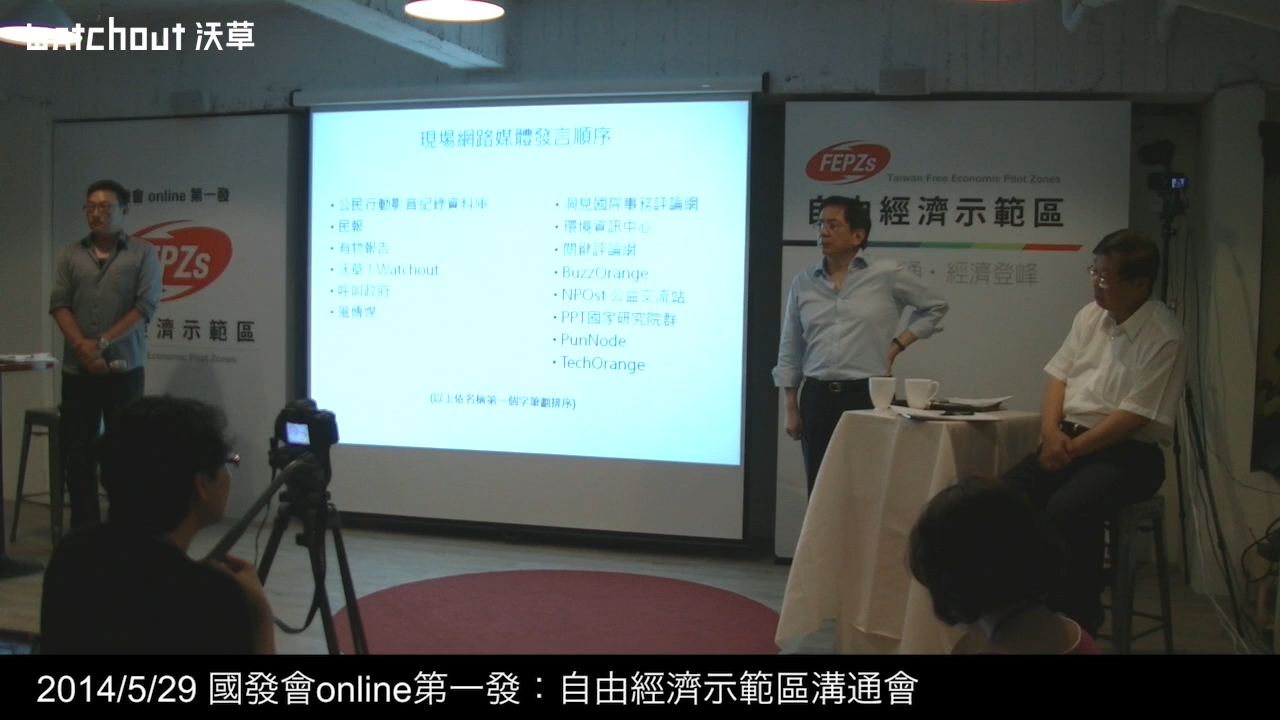 watchout 沃草
現場網路媒體發言順序
• 公民行動影音紀錄資料庫
• 民報
• 有物報告
• 沃草！Watchout
• 呼叫政府
• 風傳媒
• 洞見國際事務評論網
• 環境資訊中心
• 關鍵評論網
• BuzzOrange
• NPOst 公益交流站
• PPT國家研究院群
• PunNode
• TechOrange
(以上依名稱第一個字筆劃排序)
會 online 第一發
EPZs
濟示範區
Economic Pilot Zones
FEPZs
Taiwan Free Economic Pilot Zones
自由經濟示範區
通・經濟登峰
2014/5/29 國發會online第一發：自由經濟示範區溝通會